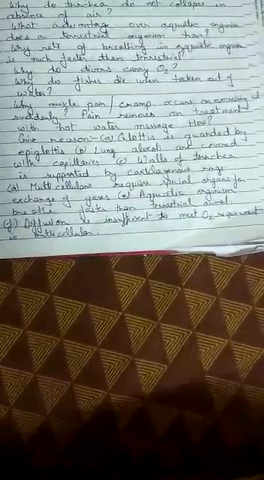 Why do trachea do not collapse in
absence of air?
What advantage over aquatic organism
does a terrestrial organism have?
Why rate of breathing in aquatic organism
is much faster than terrestrial?
Why do divers carry O2?
Why do fishes die when taken out of
water?
Why muscle pain / cramp occurs on exercising
suddenly? Pain removes on treatment
with hot water massage How?
Give reason - (a) Glottis is guarded by
epiglottis (b) Lung alveoli are covered
with capillaries (c) Walls of trachea
is supported by cartilagenous rings
(d) Multicellulars require special organs for
exchange of gases (e) Aquatic organism
breathe faster than terrestrial animal.
(f) Diffusion is insufficient to meet O2 requirement
in multicellular.